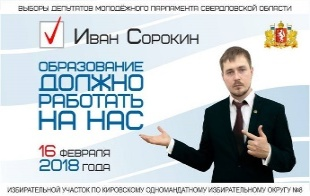 ВЫБОРЫ ДЕПУТАТОВ МОЛОДЁЖНОГО ПАРЛАМЕНТА СВЕРДЛОВСКОЙ ОБЛАСТИ
ИВАН СОРОКИН
ОБРАЗОВАНИЕ
ДОЛЖНО
РАБОТАТЬ
НА НАС
16 ФЕВРАЛЯ
2018 ГОДА
ИЗБИРАТЕЛЬНЫЙ УЧАСТОК ПО КИРОВСКОМУ ОДНОМАНДАТНОМУ ИЗБИРАТЕЛЬНОМУ ОКРУГУ №8